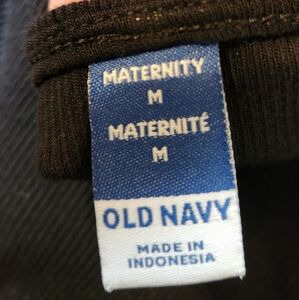 MATERNITY
M
MATERNITÉ
M
OLD NAVY
MADE IN
INDONESIA